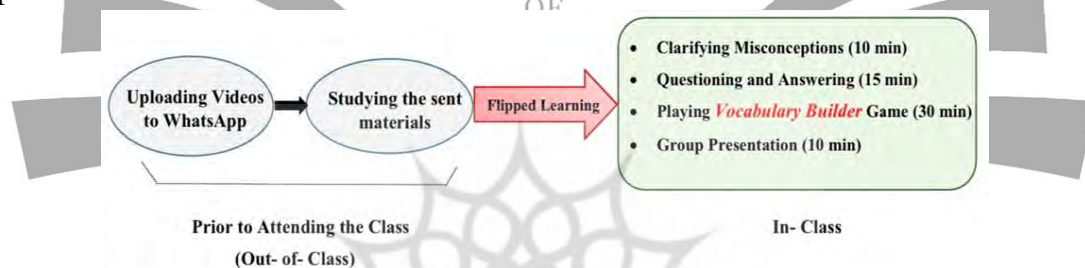 OF
Uploading Videos
to WhatsApp
Studying the sent
materials
Flipped Learning
• Clarifying Misconceptions (10 min)
• Questioning and Answering (15 min)
• Playing Vocabulary Builder Game (30 min)
• Group Presentation (10 min)
Prior to Attending the Class
(Out- of- Class)
In- Class